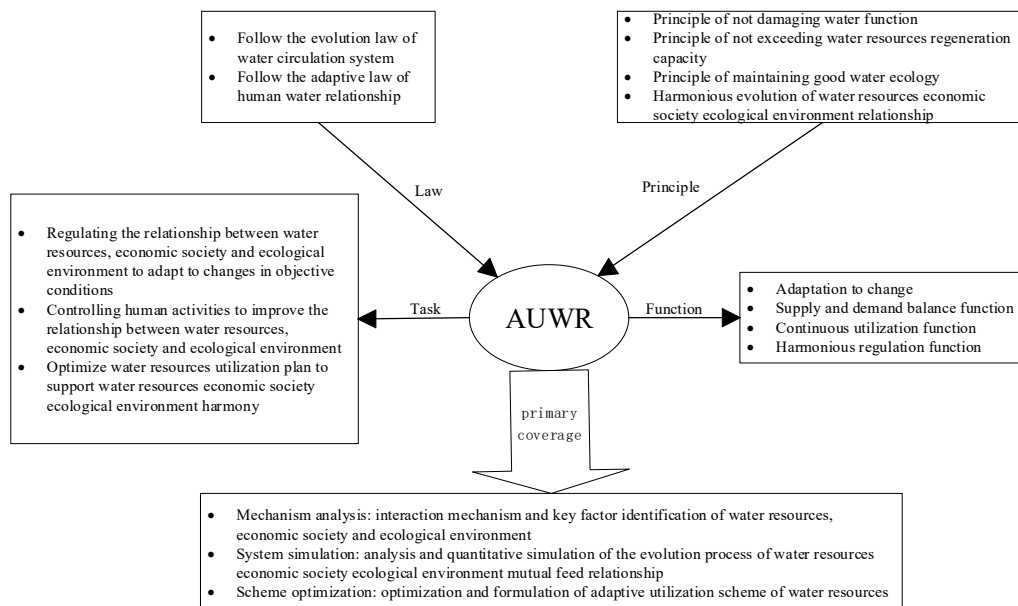 • Follow the evolution law of
water circulation system
• Follow the adaptive law of
human water relationship
• Principle of not damaging water function
• Principle of not exceeding water resources regeneration
capacity
• Principle of maintaining good water ecology
• Harmonious evolution of water resources economic
society ecological environment relationship
Law
Principle
• Regulating the relationship between water
resources, economic society and ecological
environment to adapt to changes in objective
conditions
• Controlling human activities to improve the
relationship between water resources,
economic society and ecological environment
• Optimize water resources utilization plan to
support water resources economic society
ecological environment harmony
Task
AUWR
Function
• Adaptation to change
• Supply and demand balance function
• Continuous utilization function
• Harmonious regulation function
primary
coverage
• Mechanism analysis: interaction mechanism and key factor identification of water resources,
economic society and ecological environment
• System simulation: analysis and quantitative simulation of the evolution process of water resources
economic society ecological environment mutual feed relationship
• Scheme optimization: optimization and formulation of adaptive utilization scheme of water resources